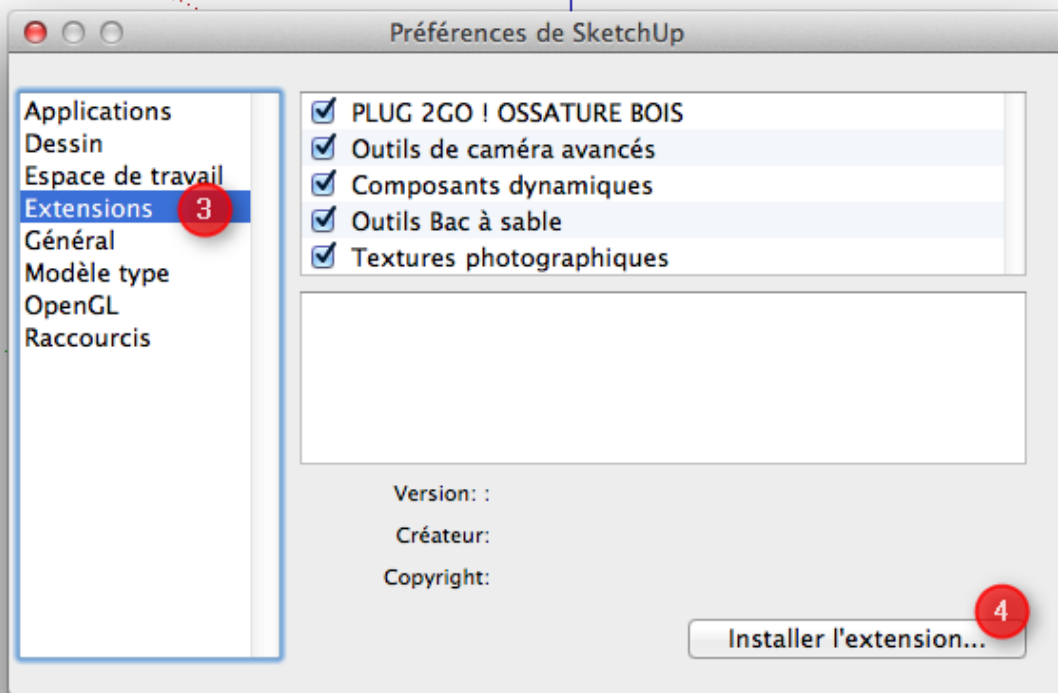 Préférences de SketchUp
Applications
Dessin
Espace de travail
Extensions 3
Général
Modèle type
OpenGL
Raccourcis
PLUG 2GO ! OSSATURE BOIS
Outils de caméra avancés
Composants dynamiques
Outils Bac à sable
Textures photographiques
Version: :
Créateur:
Copyright:
4
Installer l'extension...